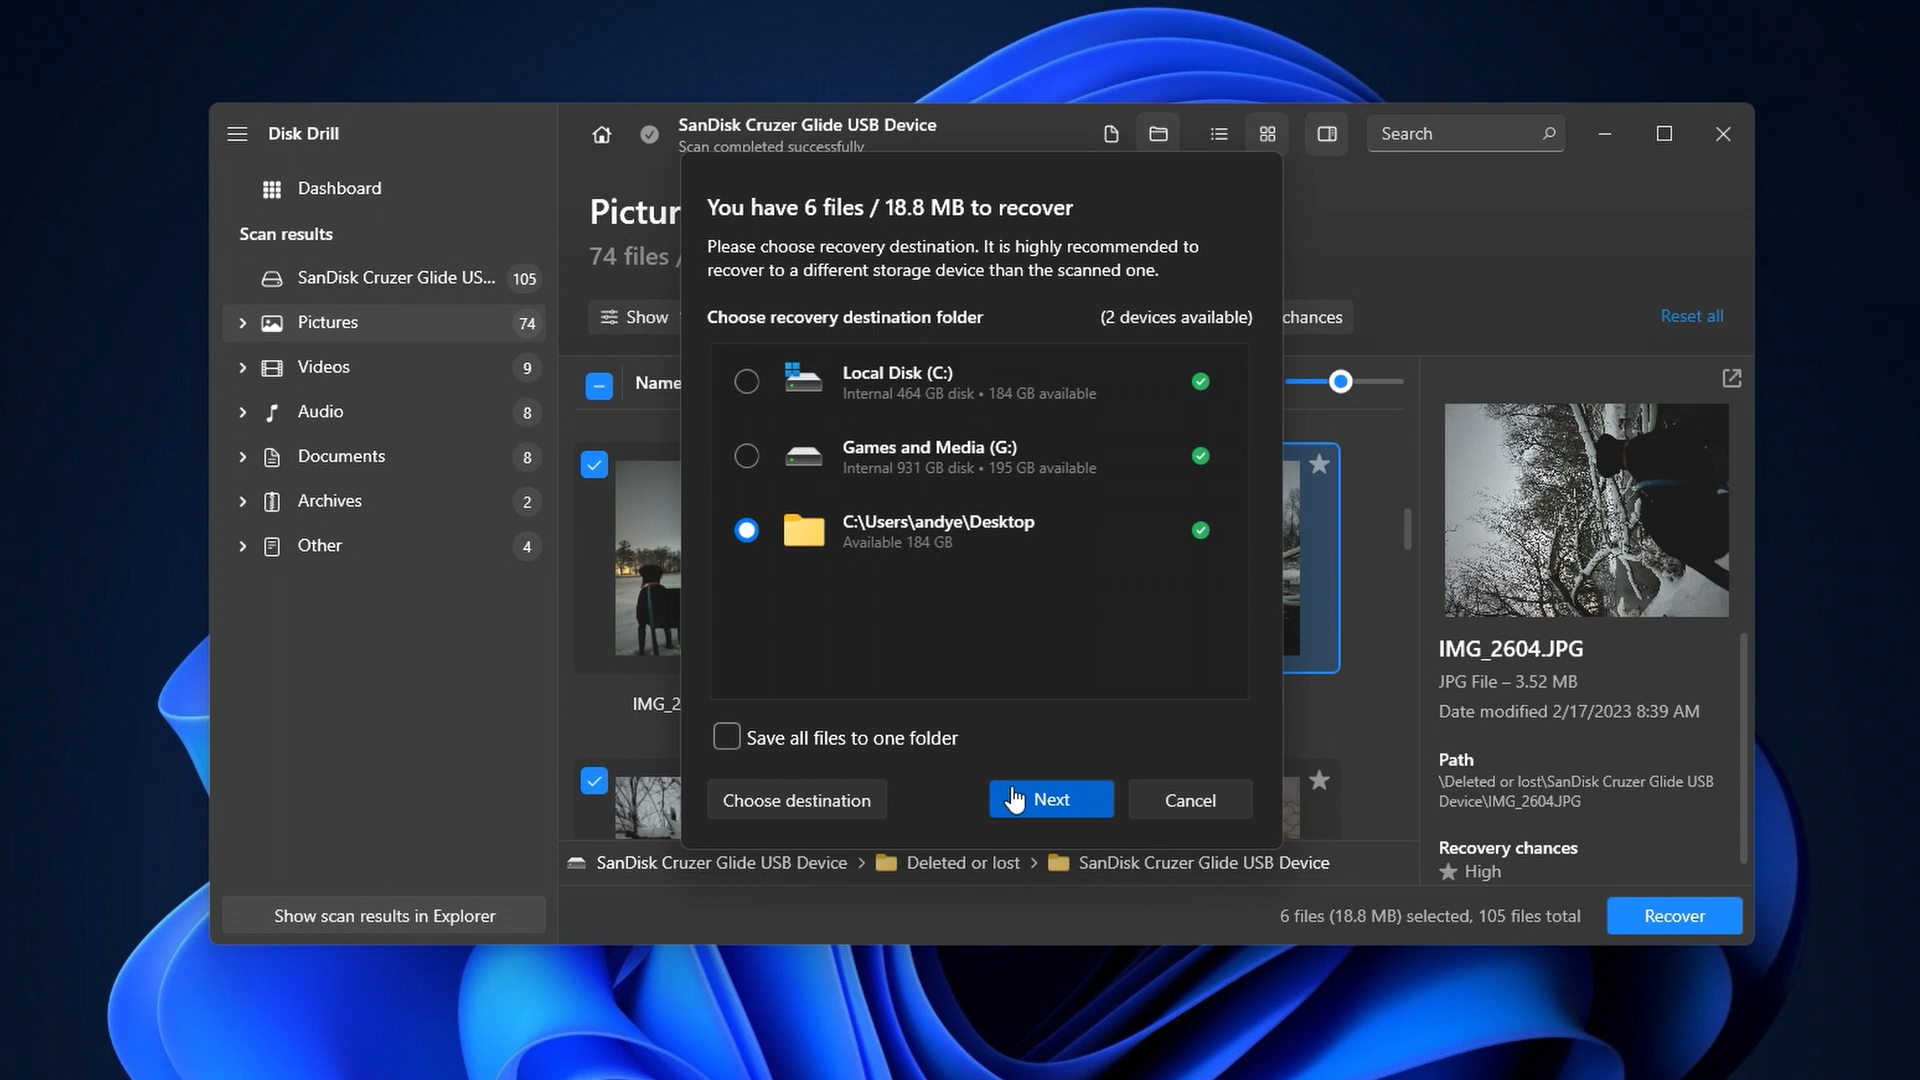 Disk Drill
SanDisk Cruzer Glide USB Device
Scan completed successfully
Search
Dashboard
Scan results
SanDisk Cruzer Glide US... 105
Pictures 74
Videos 9
Audio 8
Documents 8
Archives 2
Other 4
Show scan results in Explorer
Pictur
74 files /
Show
chances
Reset all
Name
IMG_2
You have 6 files / 18.8 MB to recover
Please choose recovery destination. It is highly recommended to
recover to a different storage device than the scanned one.
Choose recovery destination folder (2 devices available)
Local Disk (C:)
Internal 464 GB disk • 184 GB available
Games and Media (G:)
Internal 931 GB disk • 195 GB available
C:\Users\andye\Desktop
Available 184 GB
Save all files to one folder
Choose destination Next Cancel
IMG_2604.JPG
JPG File – 3.52 MB
Date modified 2/17/2023 8:39 AM
Path
\Deleted or lost\SanDisk Cruzer Glide USB
Device\IMG_2604.JPG
Recovery chances
High
SanDisk Cruzer Glide USB Device > Deleted or lost > SanDisk Cruzer Glide USB Device
6 files (18.8 MB) selected, 105 files total
Recover